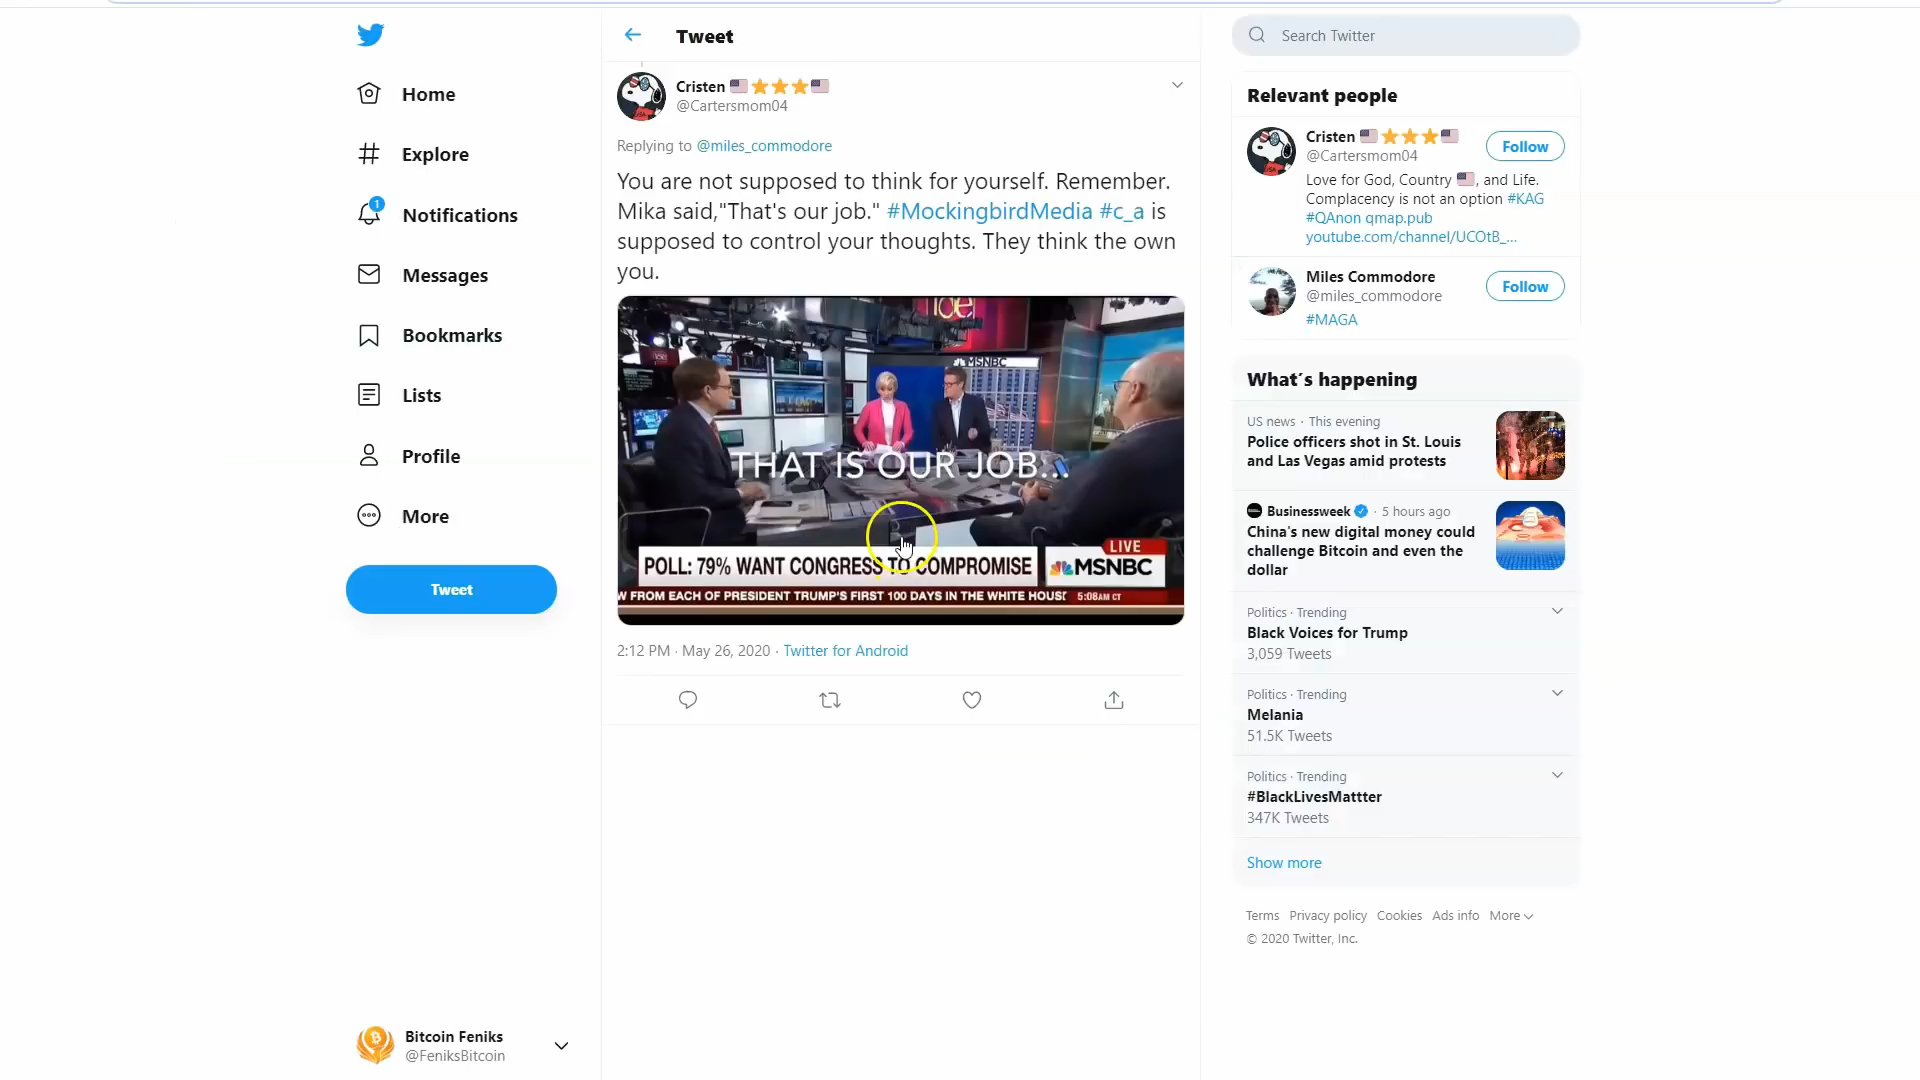 Home
Explore
1
Notifications
Messages
Bookmarks
Lists
Profile
More
Tweet
Bitcoin Feniks
@FeniksBitcoin
Tweet
Cristen
@Cartersmom04
Replying to @miles_commodore
You are not supposed to think for yourself. Remember.
Mika said,"That's our job." #MockingbirdMedia #c_a is
supposed to control your thoughts. They think the own
you.
MSNBC
THAT IS OUR JOB...
LIVE
POLL: 79% WANT CONGRESS TO COMPROMISE
MSNBC
W FROM EACH OF PRESIDENT TRUMP'S FIRST 100 DAYS IN THE WHITE HOUS
5:08AM CT
2:12 PM · May 26, 2020 · Twitter for Android
Search Twitter
Relevant people
Cristen
@Cartersmom04
Follow
Love for God, Country , and Life.
Complacency is not an option #KAG
#QAnon qmap.pub
youtube.com/channel/UCOtB_...
Miles Commodore
@miles_commodore
Follow
#MAGA
What´s happening
US news · This evening
Police officers shot in St. Louis
and Las Vegas amid protests
Businessweek · 5 hours ago
China's new digital money could
challenge Bitcoin and even the
dollar
Politics · Trending
Black Voices for Trump
3,059 Tweets
Politics · Trending
Melania
51.5K Tweets
Politics · Trending
#BlackLivesMattter
347K Tweets
Show more
Terms Privacy policy Cookies Ads info More
© 2020 Twitter, Inc.